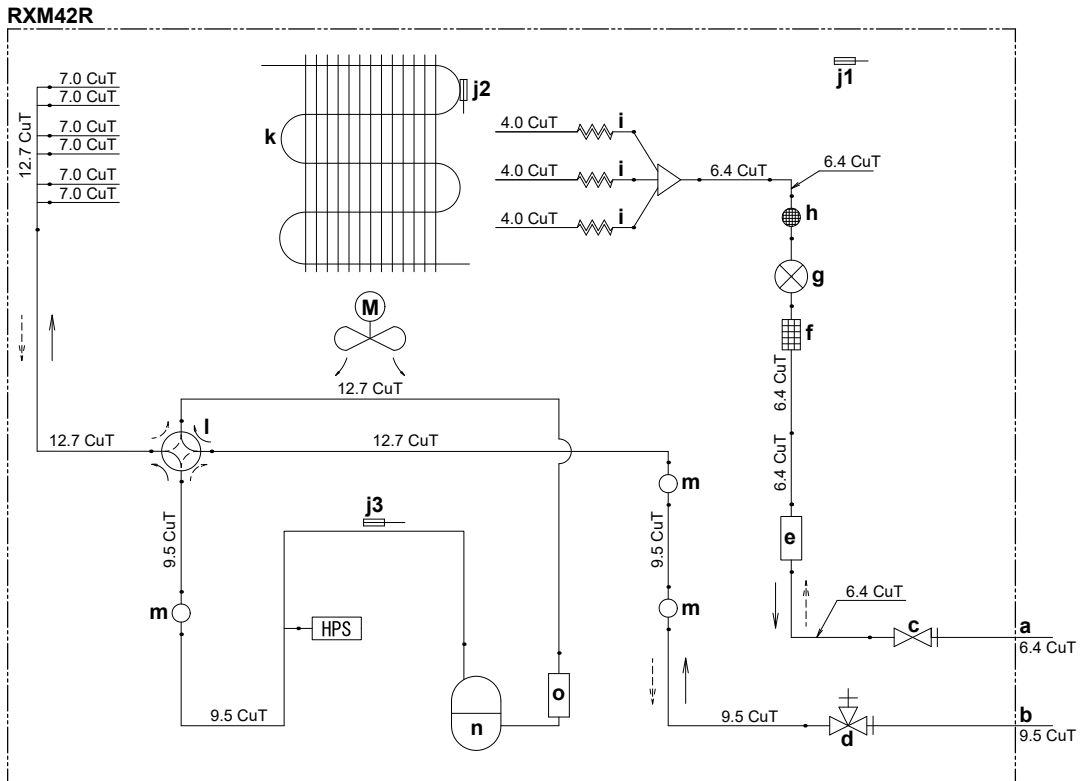 RXM42R
7.0 CuT
7.0 CuT
7.0 CuT
7.0 CuT
7.0 CuT
7.0 CuT
12.7 CuT
k
j2
j1
4.0 CuT
i
4.0 CuT
i
4.0 CuT
i
6.4 CuT
6.4 CuT
h
g
f
M
12.7 CuT
6.4 CuT
12.7 CuT
l
12.7 CuT
6.4 CuT
m
j3
9.5 CuT
9.5 CuT
e
m
m
6.4 CuT
HPS
c
a
6.4 CuT
9.5 CuT
n
o
9.5 CuT
d
b
9.5 CuT